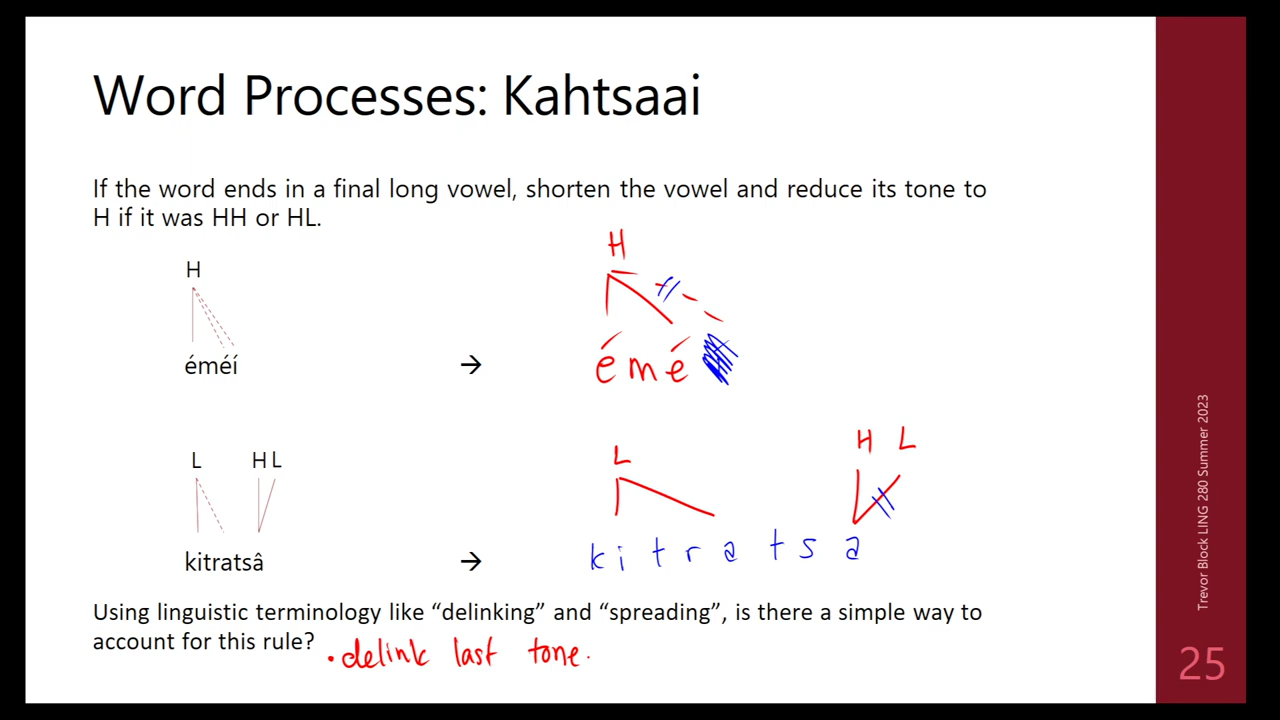 Word Processes: Kahtsaai
If the word ends in a final long vowel, shorten the vowel and reduce its tone to
H if it was HH or HL.
H
éméí
→
H
é m é
L H L
kitratsâ
→
L H L
k i t r a t s a
Using linguistic terminology like “delinking” and “spreading”, is there a simple way to
account for this rule?
• delink last tone.
Trevor Block LING 280 Summer 2023
25